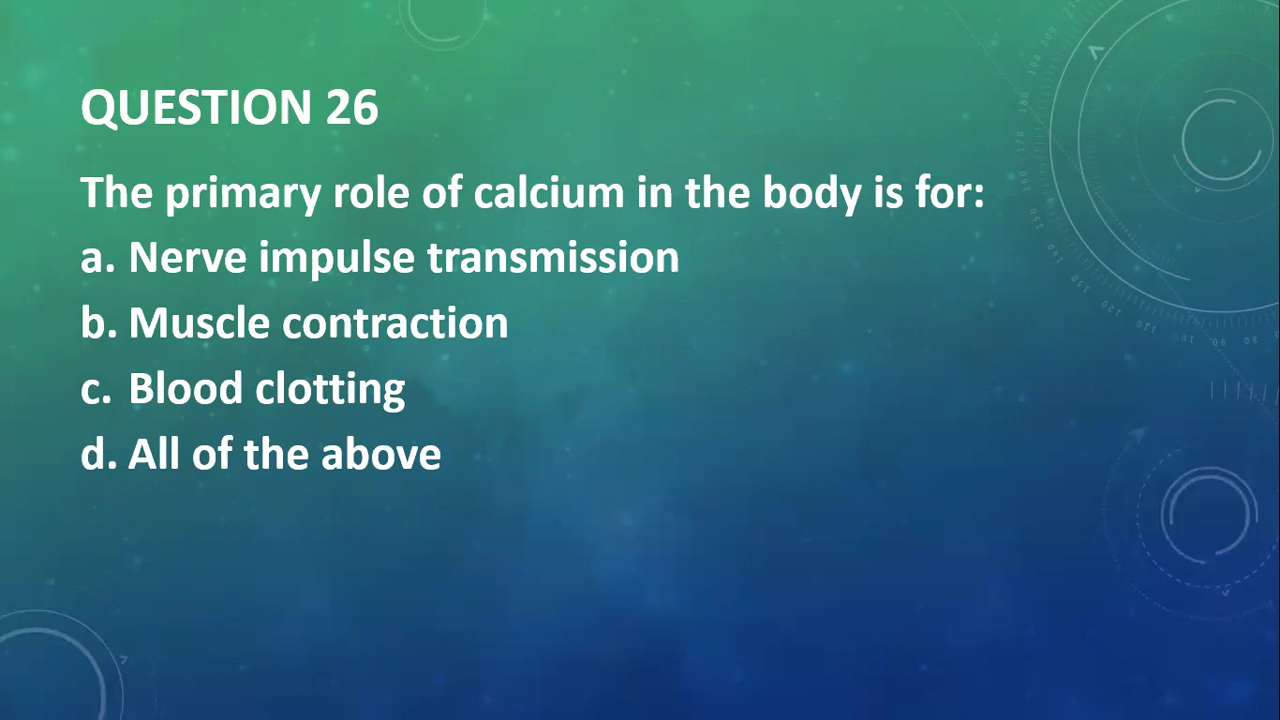 QUESTION 26
The primary role of calcium in the body is for:
a. Nerve impulse transmission
b. Muscle contraction
c. Blood clotting
d. All of the above